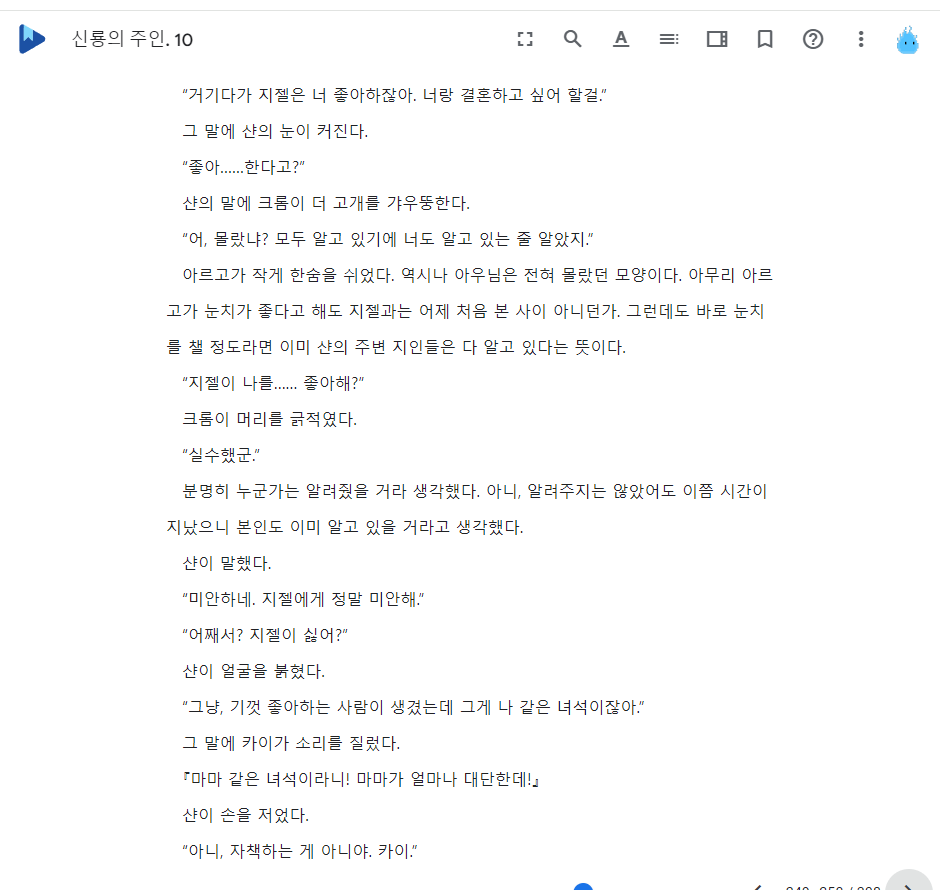 신룡의 주인. 10
“거기다가 지젤은 너 좋아하잖아. 너랑 결혼하고 싶어 할걸.”
그 말에 샨의 눈이 커진다.
“좋아……한다고?”
샨의 말에 크롬이 더 고개를 갸우뚱한다.
“어, 몰랐냐? 모두 알고 있기에 너도 알고 있는 줄 알았지.”
아르고가 작게 한숨을 쉬었다. 역시나 아우님은 전혀 몰랐던 모양이다. 아무리 아르
고가 눈치가 좋다고 해도 지젤과는 어제 처음 본 사이 아니던가. 그런데도 바로 눈치
를 챌 정도라면 이미 샨의 주변 지인들은 다 알고 있다는 뜻이다.
“지젤이 나를…… 좋아해?”
크롬이 머리를 긁적였다.
“실수했군.”
분명히 누군가는 알려줬을 거라 생각했다. 아니, 알려주지는 않았어도 이쯤 시간이
지났으니 본인도 이미 알고 있을 거라고 생각했다.
샨이 말했다.
“미안하네. 지젤에게 정말 미안해.”
“어째서? 지젤이 싫어?”
샨이 얼굴을 붉혔다.
“그냥, 기껏 좋아하는 사람이 생겼는데 그게 나 같은 녀석이잖아.”
그 말에 카이가 소리를 질렀다.
『마마 같은 녀석이라니! 마마가 얼마나 대단한데!』
샨이 손을 저었다.
“아니, 자책하는 게 아니야. 카이.”